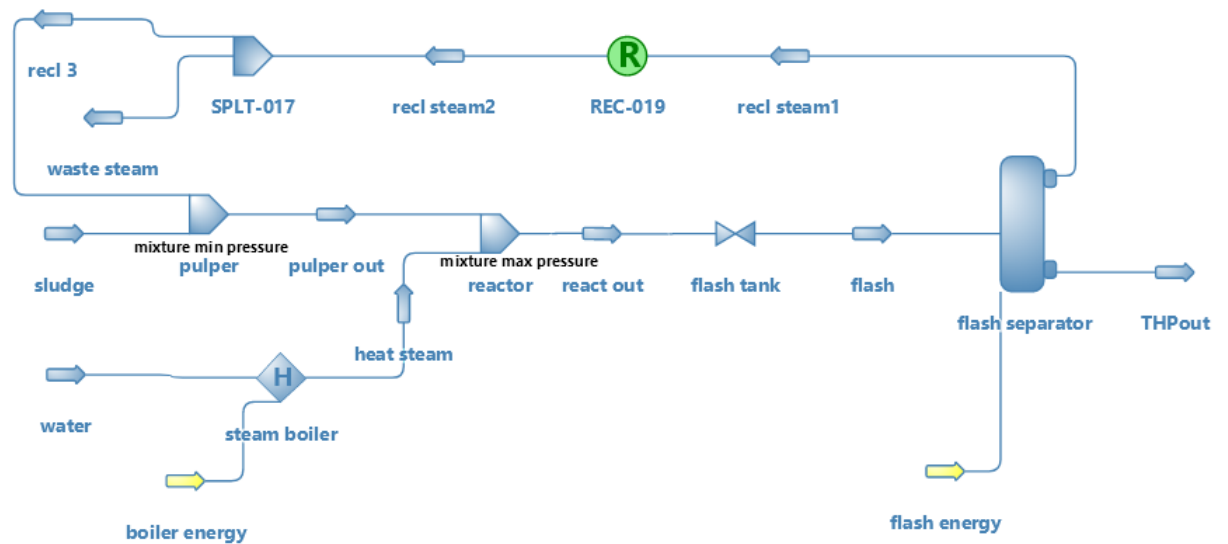 R
recl 3
SPLT-017
recl steam2
REC-019
recl steam1
waste steam
mixture min pressure
mixture max pressure
sludge
pulper
pulper out
reactor
react out
flash tank
flash
flash separator
THPout
heat steam
H
water
steam boiler
boiler energy
flash energy